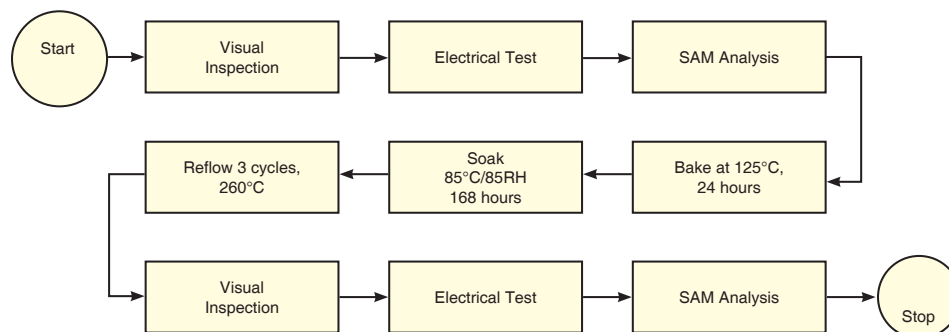 Start
Visual
Inspection
Electrical Test
SAM Analysis
Bake at 125°C,
24 hours
Soak
85°C/85RH
168 hours
Reflow 3 cycles,
260°C
Visual
Inspection
Electrical Test
SAM Analysis
Stop